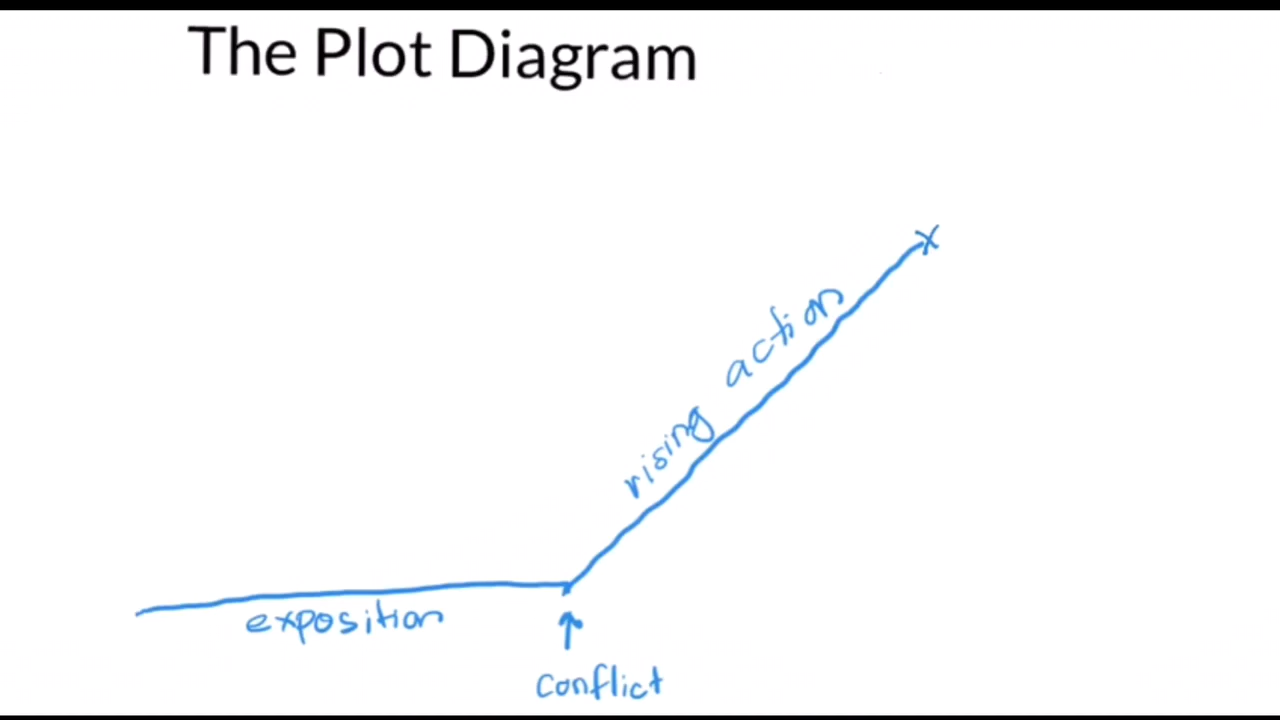 The Plot Diagram
rising action
exposition
conflict